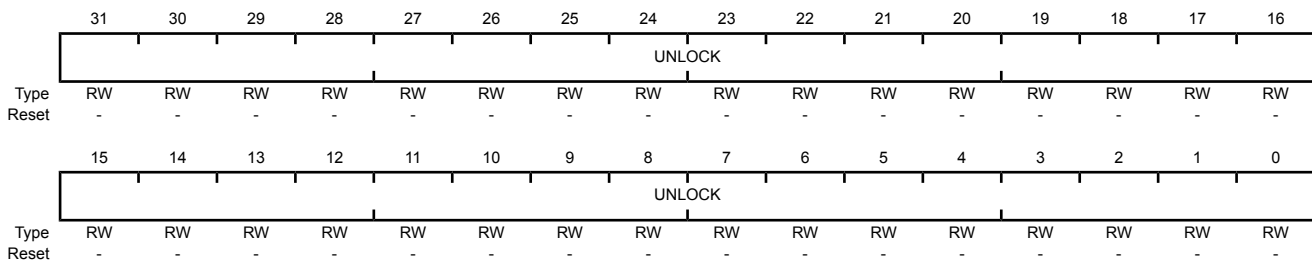 31 30 29 28 27 26 25 24 23 22 21 20 19 18 17 16
UNLOCK
Type RW RW RW RW RW RW RW RW RW RW RW RW RW RW RW RW
Reset - - - - - - - - - - - - - - - -
15 14 13 12 11 10 9 8 7 6 5 4 3 2 1 0
UNLOCK
Type RW RW RW RW RW RW RW RW RW RW RW RW RW RW RW RW
Reset - - - - - - - - - - - - - - - -